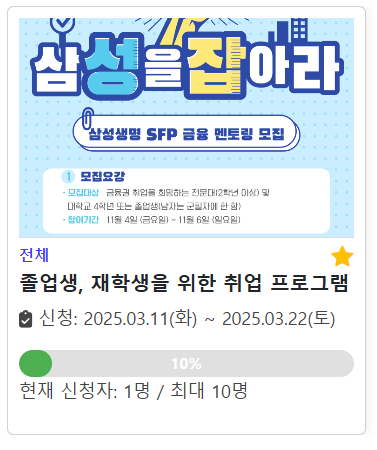 삼성을잡아라
삼성생명 SFP 금융 멘토링 모집
1 모집요강
· 모집대상 금융권 취업을 희망하는 전문대(2학년 이상) 및
대학교 4학년 또는 졸업생(남자는 군필자에 한 함)
· 참여기간 11월 4일 (금요일) ~ 11월 6일 (일요일)
전체
졸업생, 재학생을 위한 취업 프로그램
신청: 2025.03.11(화) ~ 2025.03.22(토)
10%
현재 신청자: 1명 / 최대 10명